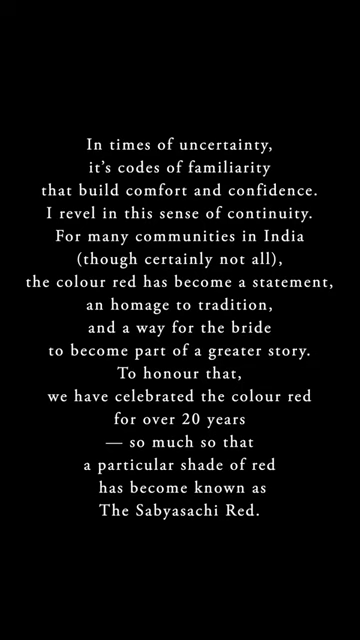 In times of uncertainty,
it’s codes of familiarity
that build comfort and confidence.
I revel in this sense of continuity.
For many communities in India
(though certainly not all),
the colour red has become a statement,
an homage to tradition,
and a way for the bride
to become part of a greater story.
To honour that,
we have celebrated the colour red
for over 20 years
— so much so that
a particular shade of red
has become known as
The Sabyasachi Red.